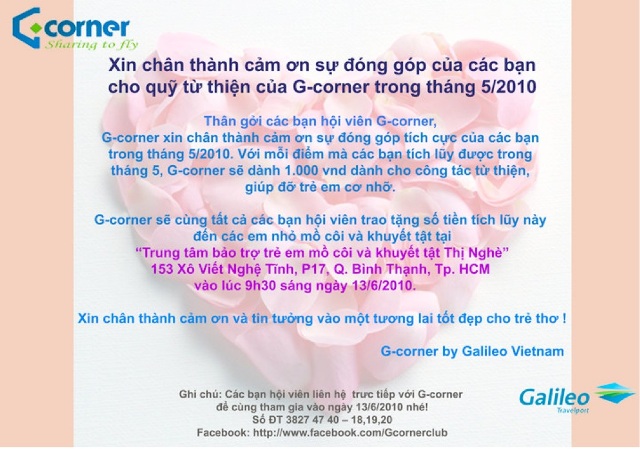 G-corner
Sharing to fly
Xin chân thành cảm ơn sự đóng góp của các bạn
cho quỹ từ thiện của G-corner trong tháng 5/2010
Thân gởi các bạn hội viên G-corner,
G-corner xin chân thành cảm ơn sự đóng góp tích cực của các bạn
trong tháng 5/2010. Với mỗi điểm mà các bạn tích lũy được trong
tháng 5, G-corner sẽ dành 1.000 vnd dành cho công tác từ thiện,
giúp đỡ trẻ em cơ nhỡ.
G-corner sẽ cùng tất cả các bạn hội viên trao tặng số tiền tích lũy này
đến các em nhỏ mồ côi và khuyết tật tại
“Trung tâm bảo trợ trẻ em mồ côi và khuyết tật Thị Nghè”
153 Xô Viết Nghệ Tĩnh, P17, Q. Bình Thạnh, Tp. HCM
vào lúc 9h30 sáng ngày 13/6/2010.
Xin chân thành cảm ơn và tin tưởng vào một tương lai tốt đẹp cho trẻ thơ !
G-corner by Galileo Vietnam
Ghi chú: Các bạn hội viên liên hệ trưc tiếp với G-corner
để cùng tham gia vào ngày 13/6/2010 nhé!
Số ĐT 3827 47 40 – 18,19,20
Facebook: http://www.facebook.com/Gcornerclub
Galileo
Travelport